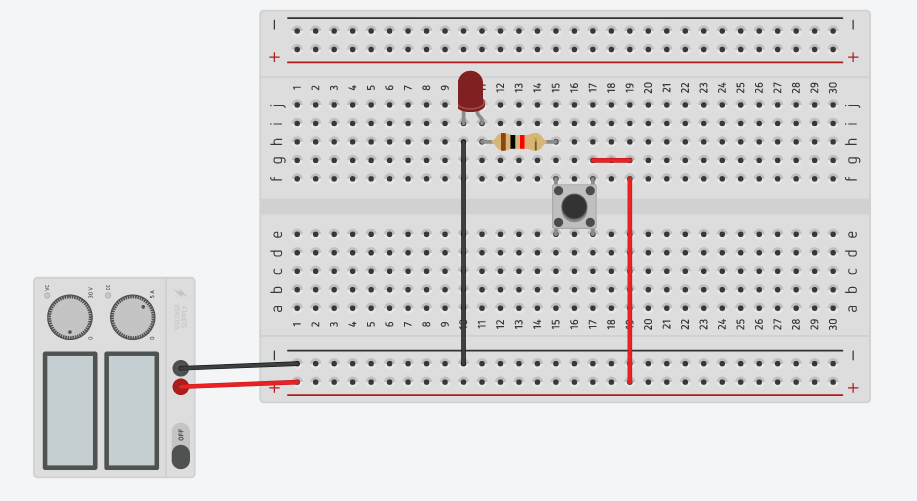 − −
+ +
1 2 3 4 5 6 7 8 9 12 13 14 15 16 17 18 19 20 21 22 23 24 25 26 27 28 29 30
j j
i i
h h
g g
f f
e e
d d
c c
b b
a a
1 2 3 4 5 6 7 8 9 10 11 12 13 14 15 16 17 18 19 20 21 22 23 24 25 26 27 28 29 30
− −
+ +
VC 30 V 0
CC 5 A 0
VOLTAGE
SUPPLY
OFF